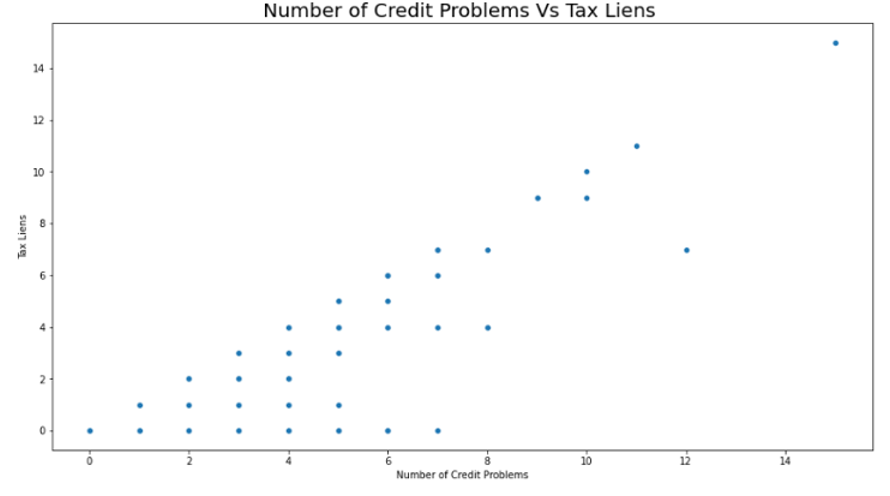 Number of Credit Problems Vs Tax Liens
14
12
10
8
6
4
2
0
Tax Liens
0 2 4 6 8 10 12 14
Number of Credit Problems